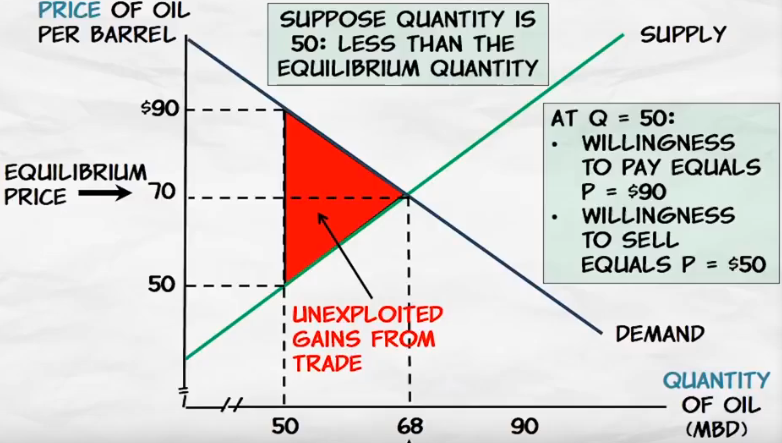 PRICE OF OIL
PER BARREL
SUPPOSE QUANTITY IS
50: LESS THAN THE
EQUILIBRIUM QUANTITY
SUPPLY
$90
AT Q = 50:
• WILLINGNESS
TO PAY EQUALS
P = $90
• WILLINGNESS
TO SELL
EQUALS P = $50
EQUILIBRIUM
PRICE
70
50
UNEXPLOITED
GAINS FROM
TRADE
DEMAND
QUANTITY
OF OIL
(MBD)
50
68
90